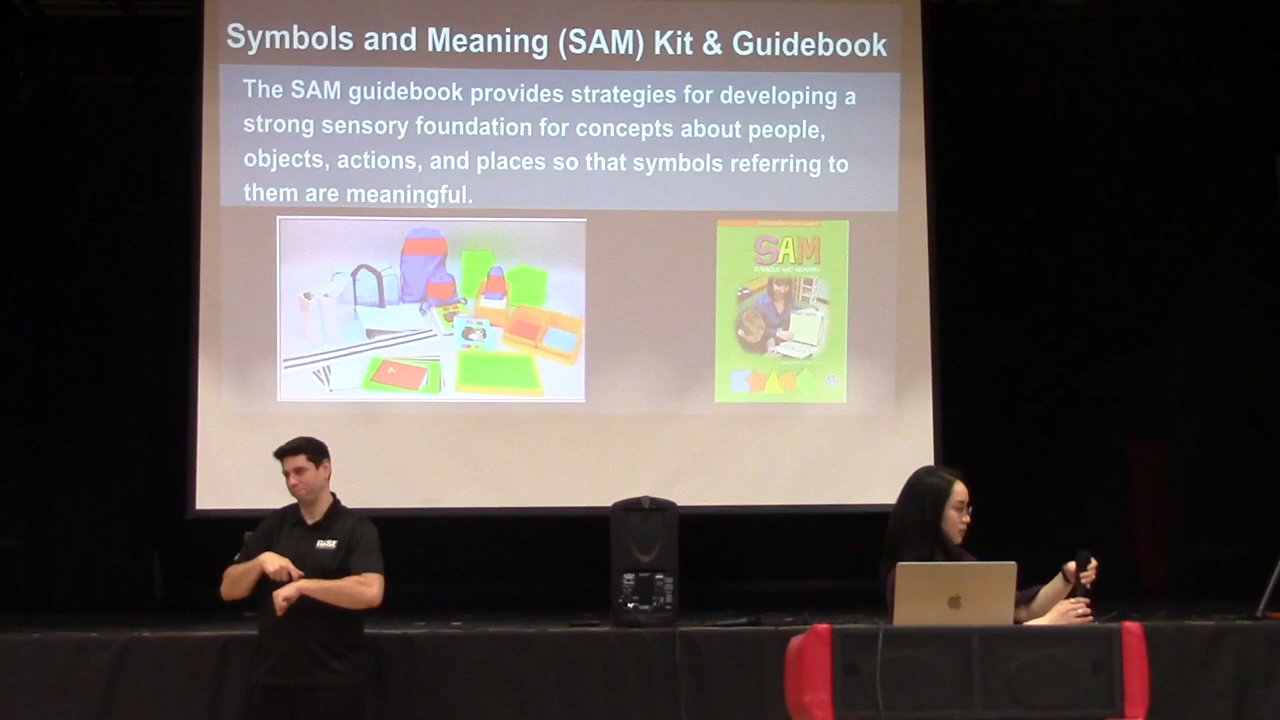 Symbols and Meaning (SAM) Kit & Guidebook
The SAM guidebook provides strategies for developing a
strong sensory foundation for concepts about people,
objects, actions, and places so that symbols referring to
them are meaningful.
SAM
SYMBOLS AND MEANING